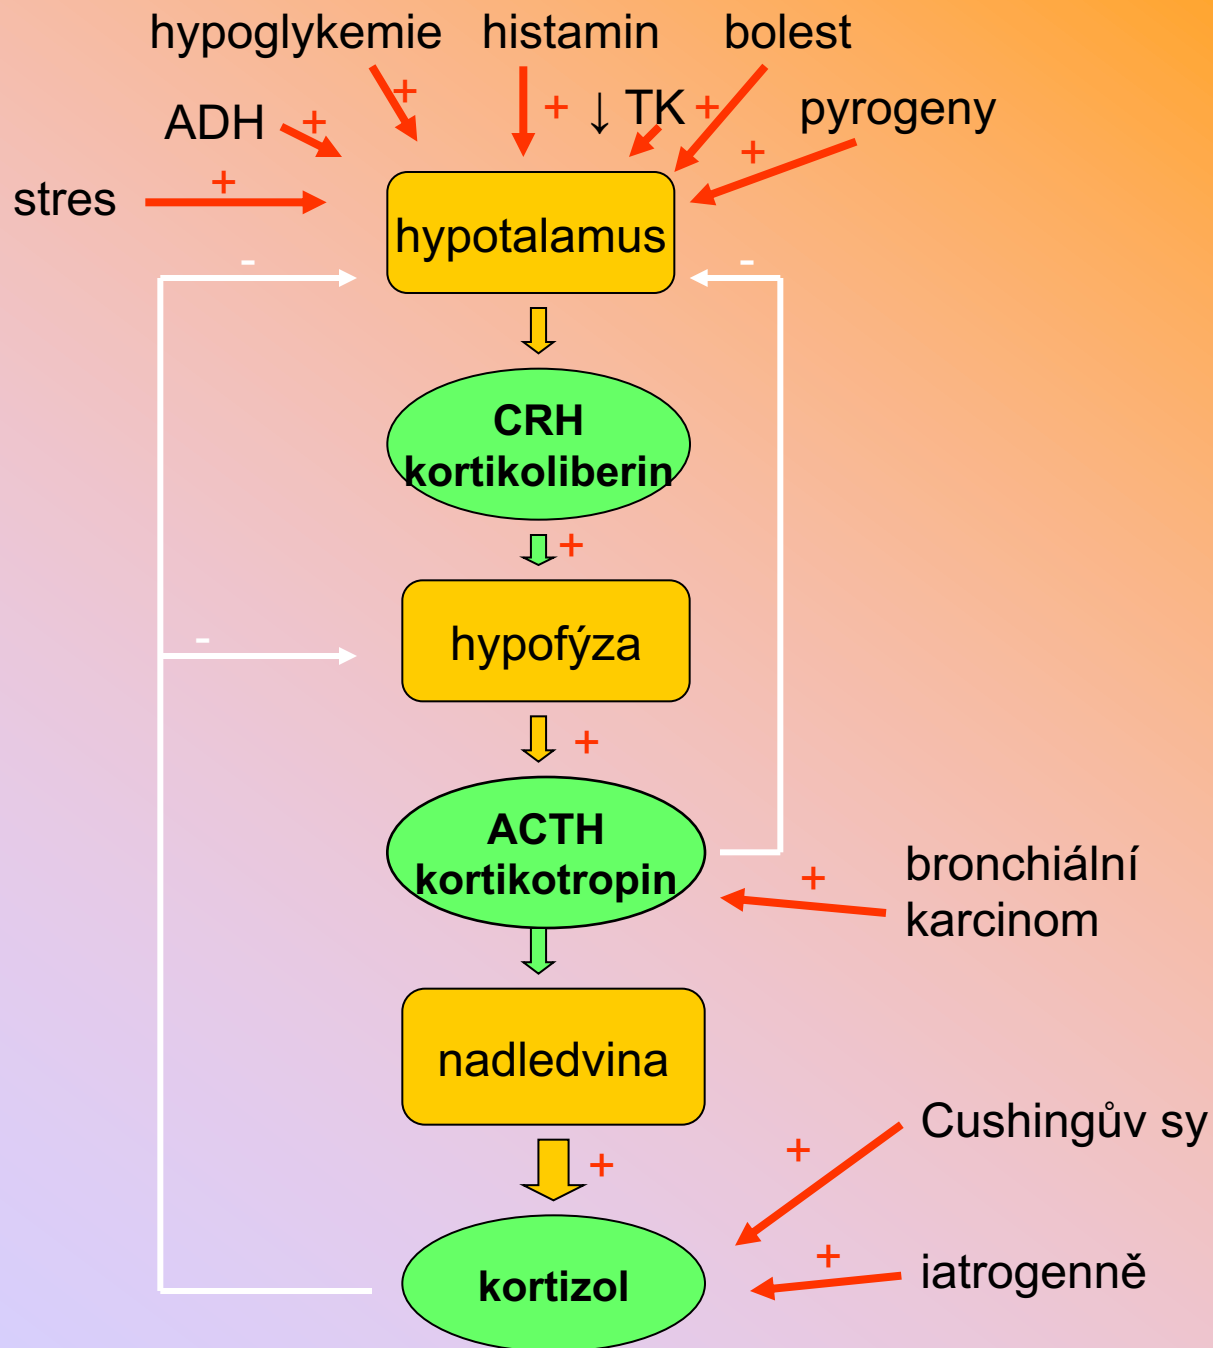 hypoglykemie histamin bolest
+
ADH + + ↓ TK + pyrogeny
+
stres +
hypotalamus
- -
CRH
kortikoliberin
+
hypofýza
-
+
ACTH
kortikotropin
+ bronchiální
karcinom
nadledvina
Cushingův sy
+ +
kortizol
+ iatrogenně